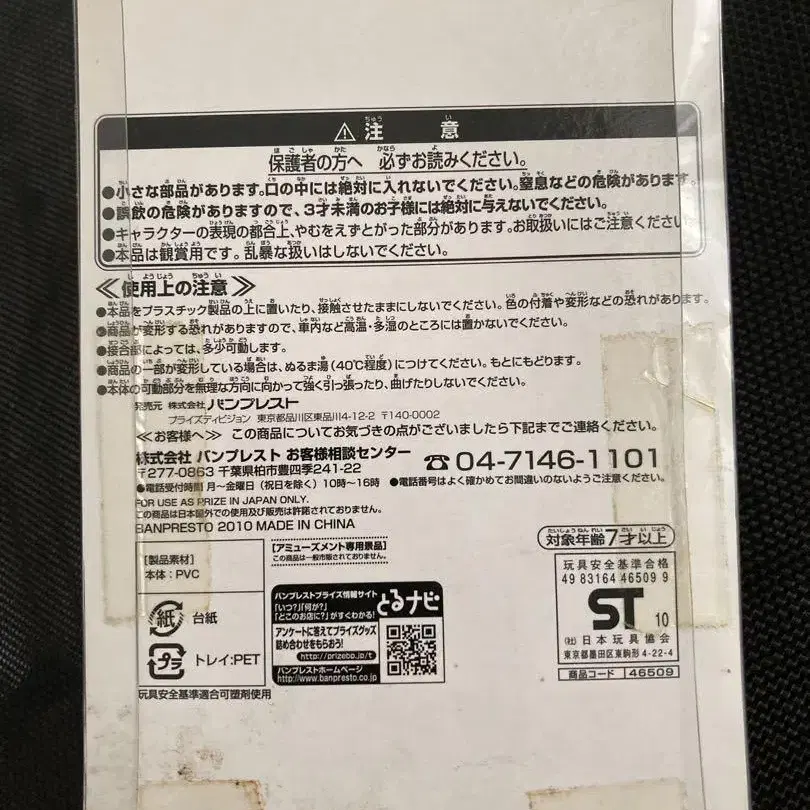 ⚠注 意
保護者の方へ 必ずお読みください。
●小さな部品があります。口の中には絶対に入れないでください。窒息などの危険があります。
●誤飲の危険がありますので、3才未満のお子様には絶対に与えないでください。
●キャラクターの表現の都合上、やむをえずとがった部分があります。お取扱いにはご注意ください
●本品は観賞用です。乱暴な扱いはしないでください。
≪使用上の注意≫
●本品をプラスチック製品の上に置いたり、接触させたままにしないでください。色の付着や変形などの恐れがあります。
●商品が変形する恐れがありますので、車内など高温・多湿のところには置かないでください。
●接合部によっては、多少可動します。
●商品の一部が変形している場合は、ぬるま湯(40℃程度)につけてください。もとにもどります。
●本体の可動部分を無理な方向に向かって強く引っ張ったり、曲げたりしないでください。
発売元 株式会社 バンプレスト
プライズディビジョン 東京都品川区東品川4-12-2 〒140-0002
≪お客様へ≫ この商品についてお気づきの点がございましたら下記までご連絡ください。
株式会社 バンプレスト お客様相談センター
〒277-0863 千葉県柏市豊四季241-22
☎04-7146-1101
●電話受付時間 月～金曜日(祝日を除く)10時～16時 ●電話番号はよく確かめてお間違いのないようご注意ください。
FOR USE AS PRIZE IN JAPAN ONLY.
この商品は日本国外での使用及び販売は許諾されておりません。
BANPRESTO 2010 MADE IN CHINA
[製品素材]
本体:PVC
紙 台紙
プラ トレイ:PET
玩具安全基準適合可塑剤使用
[アミューズメント専用景品]
この商品は一般市販されておりません。
バンプレストプライズ情報サイト
「いつ?」「何が?」
「どこのお店に?」がすぐわかる!
とるナビ
アンケートに答えてプライズグッズ
詰め合わせをもらおう!
http://prizebp.jp/t
バンプレストホームページ
http://www.banpresto.co.jp
対象年齢7才以上
玩具安全基準合格
49 83164 46509 9
ST 10
(社)日本玩具協会
東京都墨田区東駒形4-22-4
商品コード 46509